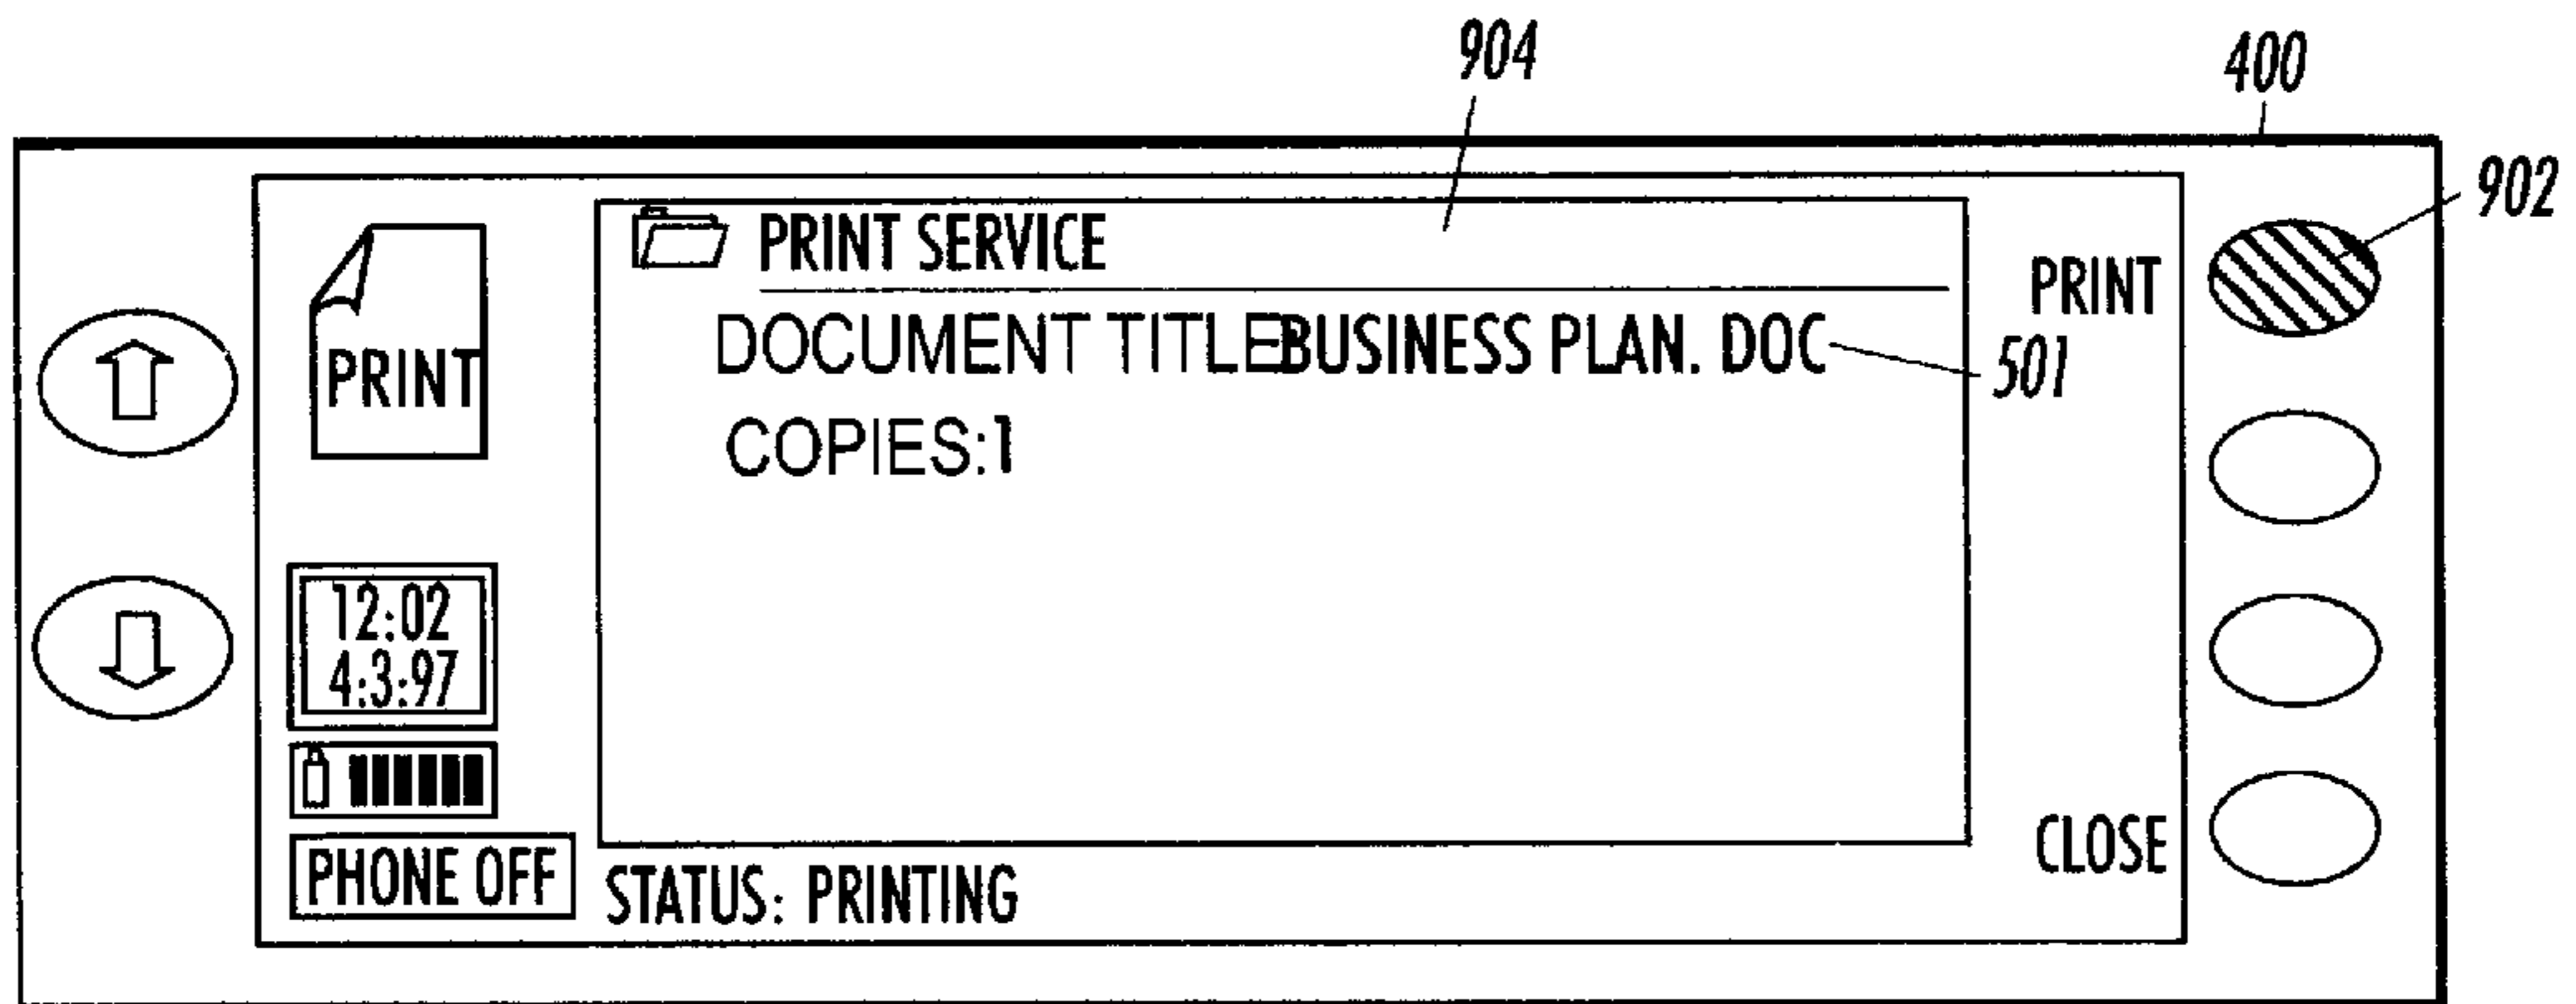 904
400
902
PRINT SERVICE
PRINT
DOCUMENT TITLE:BUSINESS PLAN. DOC
501
PRINT
COPIES:1
12:02
4:3:97
PHONE OFF
STATUS: PRINTING
CLOSE